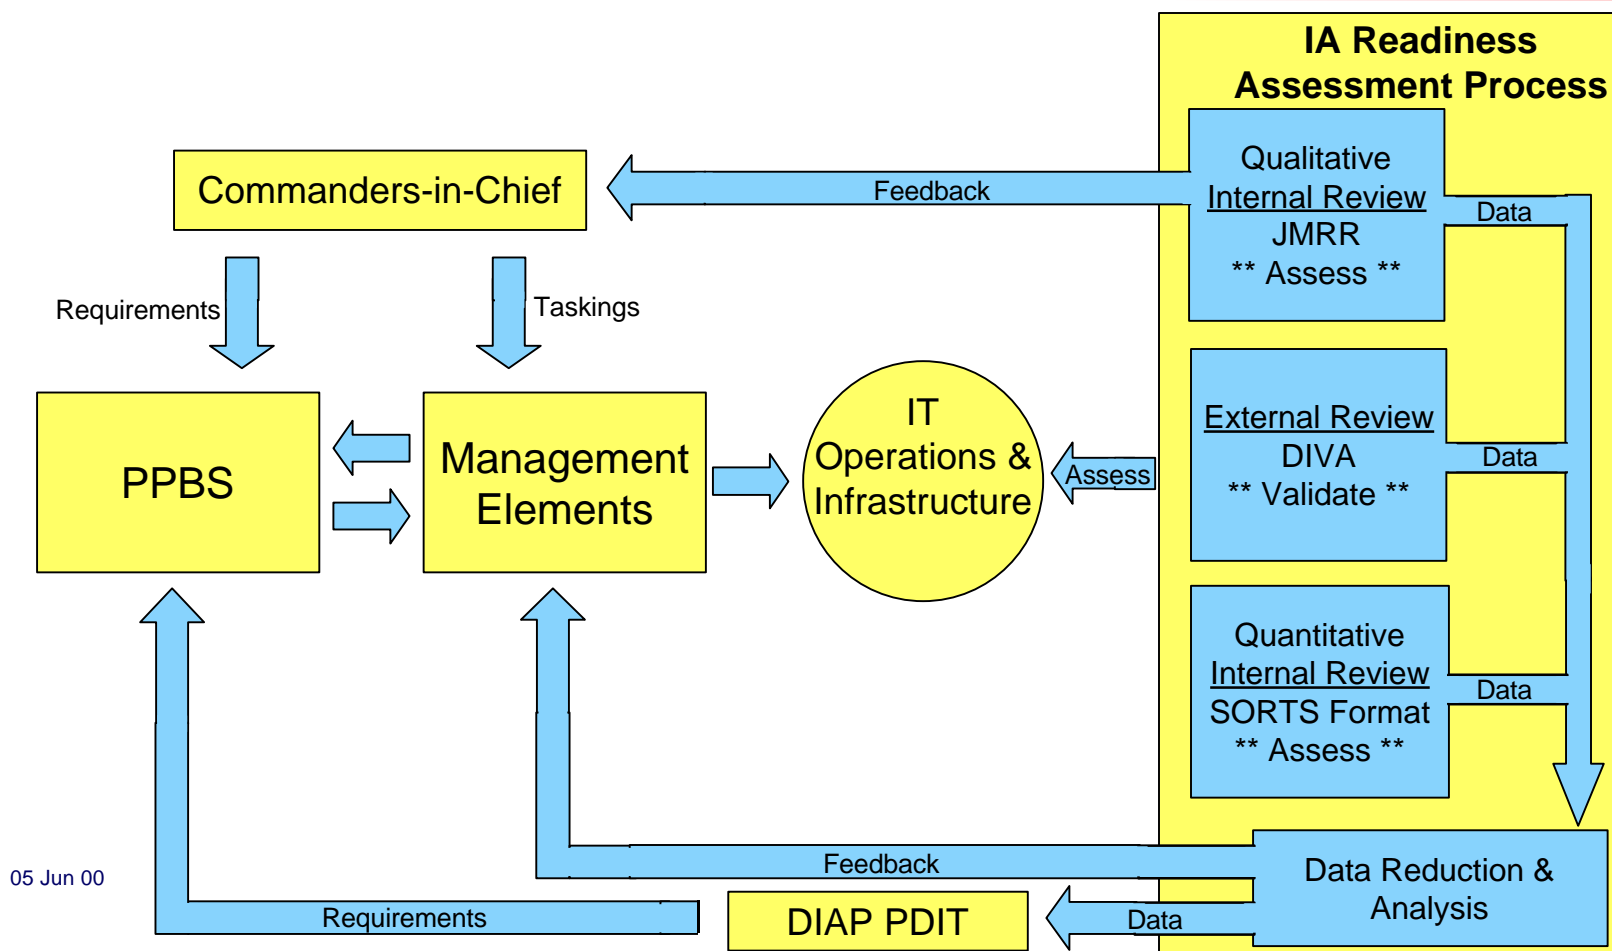 IA Readiness
Assessment Process
Qualitative
Internal Review
JMRR
** Assess **
Commanders-in-Chief
Feedback
Data
Requirements
Taskings
External Review
DIVA
** Validate **
Data
PPBS
Management
Elements
IT
Operations &
Infrastructure
Assess
Quantitative
Internal Review
SORTS Format
** Assess **
Data
Feedback
Data Reduction &
Analysis
05 Jun 00
Requirements
DIAP PDIT
Data